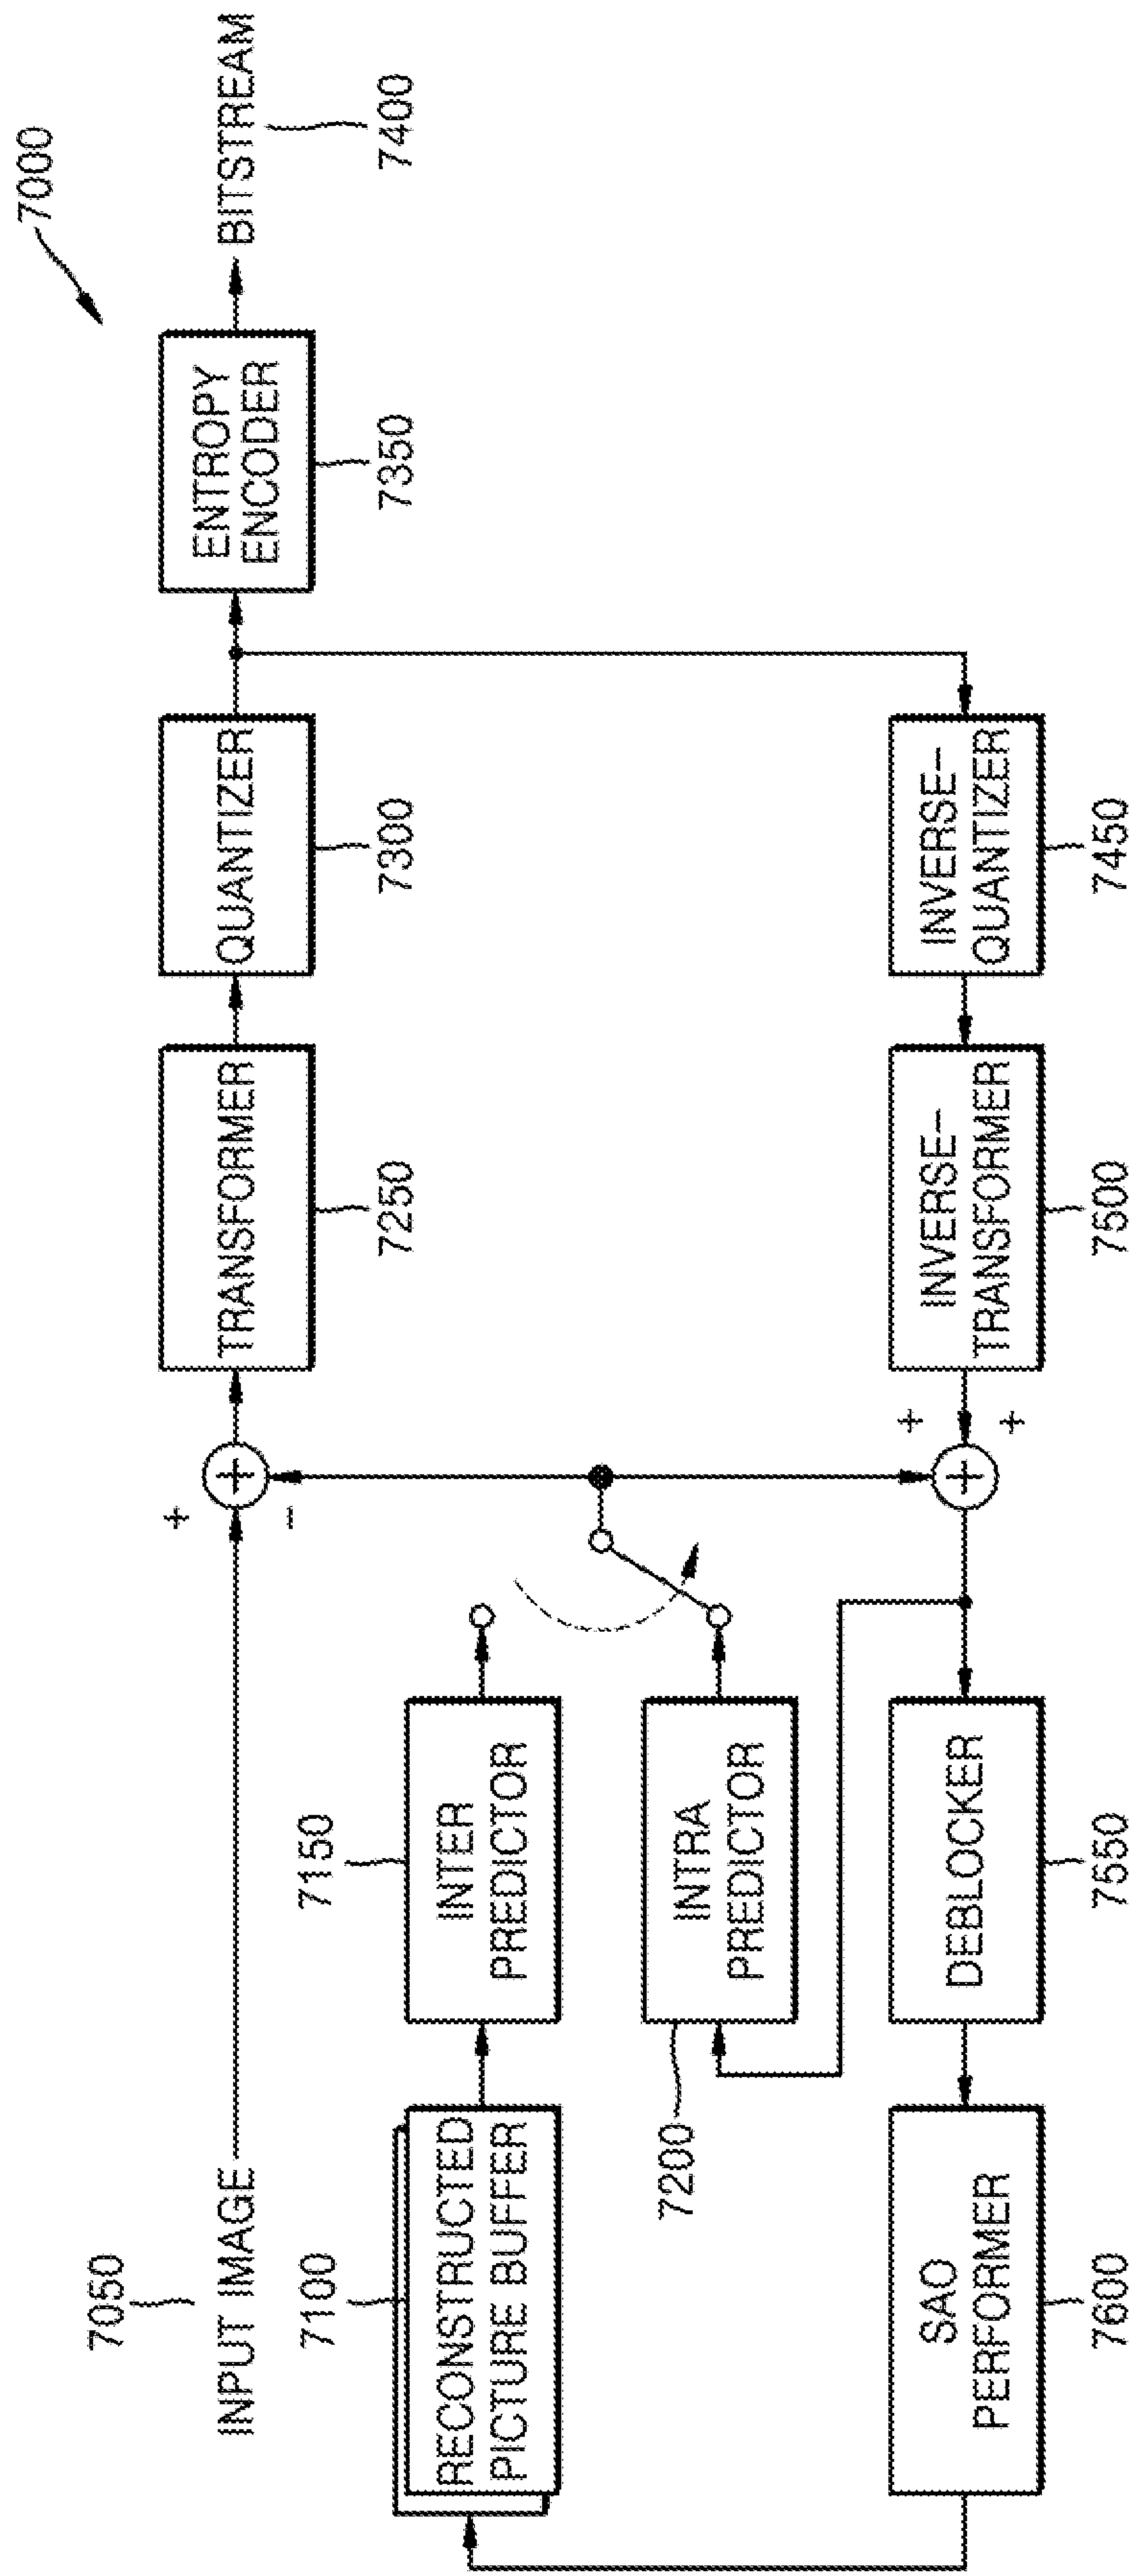 7000
7050
INPUT IMAGE
+
−
TRANSFORMER
7250
QUANTIZER
7300
ENTROPY
ENCODER
7350
BITSTREAM
7400
7100
RECONSTRUCTED
PICTURE BUFFER
7150
INTER
PREDICTOR
7200
INTRA
PREDICTOR
SAO
PERFORMER
7600
DEBLOCKER
7550
+
+
INVERSE−
TRANSFORMER
7500
INVERSE−
QUANTIZER
7450